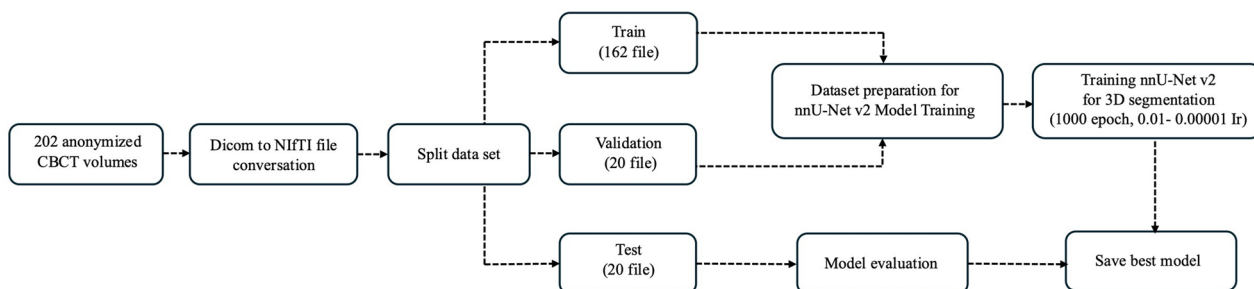 202 anonymized
CBCT volumes
Dicom to NIfTI file
conversation
Split data set
Train
(162 file)
Validation
(20 file)
Test
(20 file)
Dataset preparation for
nnU-Net v2 Model Training
Model evaluation
Training nnU-Net v2
for 3D segmentation
(1000 epoch, 0.01- 0.00001 Ir)
Save best model